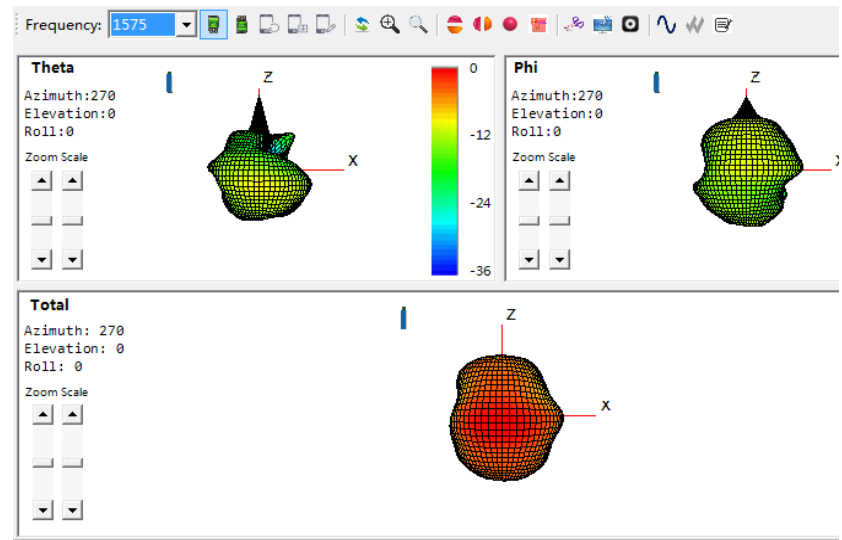 Frequency: 1575
Theta
Azimuth:270
Elevation:0
Roll:0
Zoom Scale
Z
X
0
-12
-24
-36
Phi
Azimuth:270
Elevation:0
Roll:0
Zoom Scale
Z
Total
Azimuth: 270
Elevation: 0
Roll: 0
Zoom Scale
Z
X